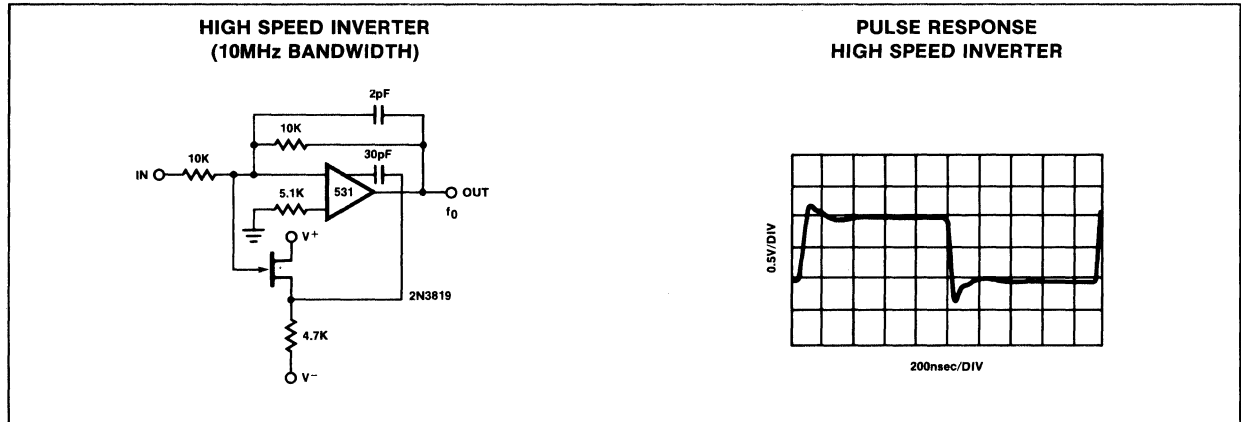 HIGH SPEED INVERTER
(10MHz BANDWIDTH)
2pF
10K
30pF
10K
IN
531
5.1K
OUT
f0
V+
2N3819
4.7K
V−
PULSE RESPONSE
HIGH SPEED INVERTER
0.5V/DIV
200nsec/DIV